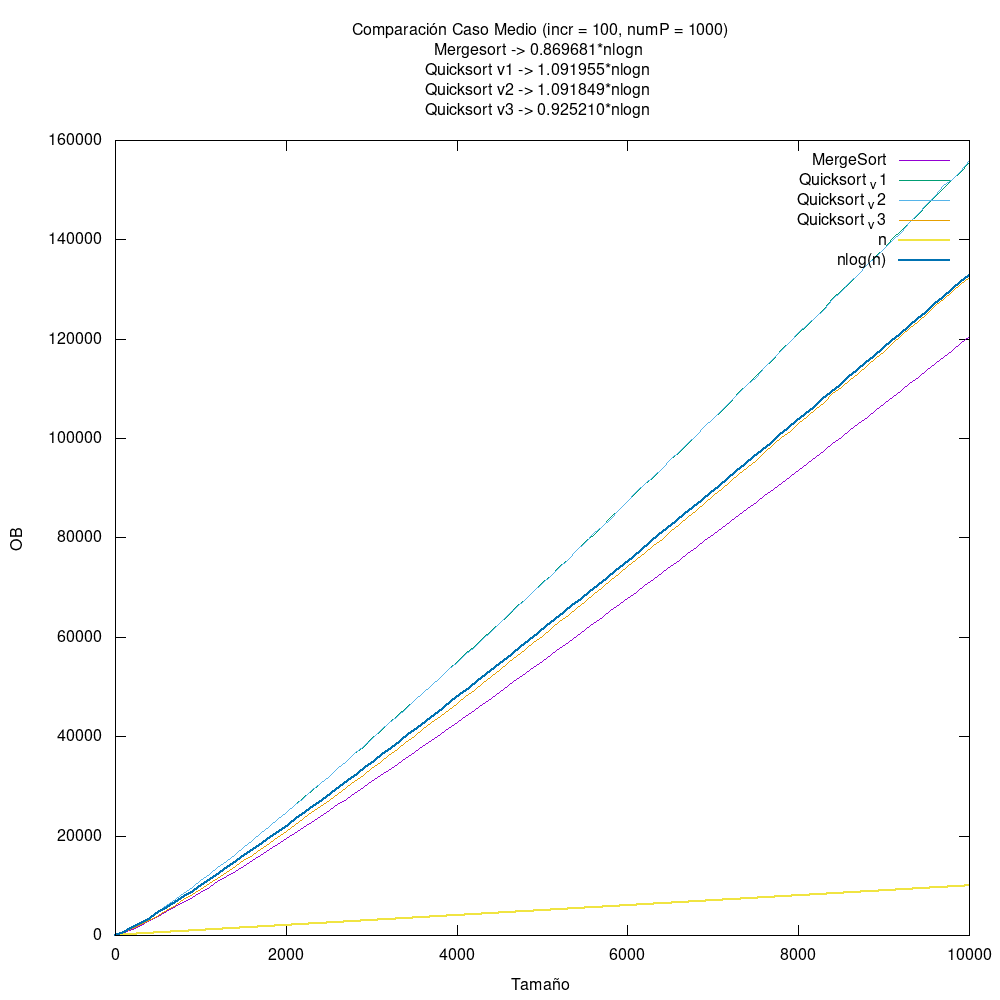 Comparación Caso Medio (incr = 100, numP = 1000)
Mergesort -> 0.869681*nlogn
Quicksort v1 -> 1.091955*nlogn
Quicksort v2 -> 1.091849*nlogn
Quicksort v3 -> 0.925210*nlogn
160000
140000
120000
100000
80000
60000
40000
20000
0
OB
MergeSort
Quicksort v 1
Quicksort v 2
Quicksort v 3
n
nlog(n)
0 2000 4000 6000 8000 10000
Tamaño